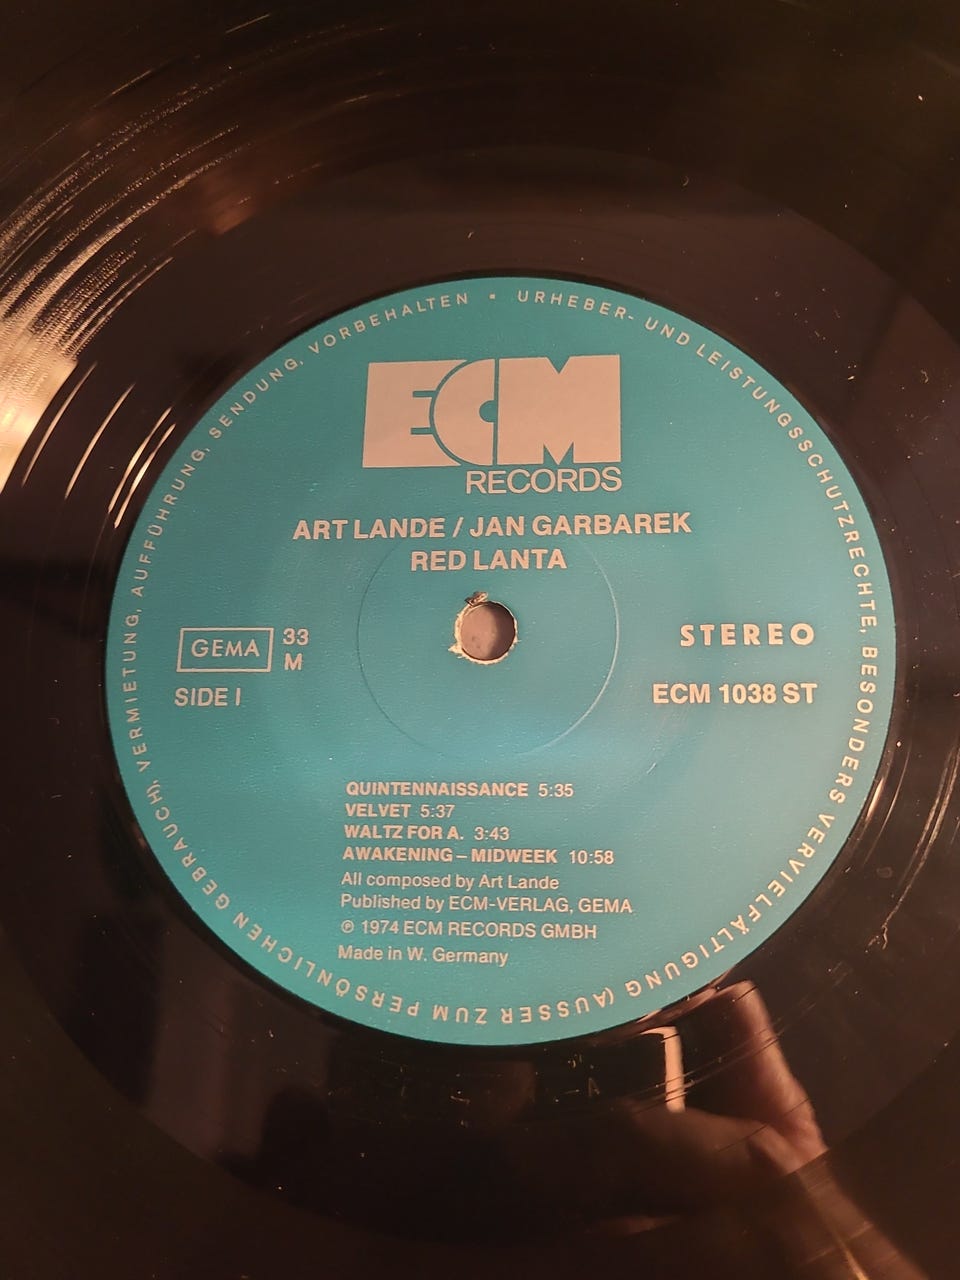 URHEBER- UND LEISTUNGSSCHUTZRECHTE, BESONDERS VERVIELFÄLTIGUNG (AUSSER ZUM PERSÖNLICHEN GEBRAUCH), VERMIETUNG, AUFFÜHRUNG, SENDUNG, VORBEHALTEN ·
ECM
RECORDS
ART LANDE / JAN GARBAREK
RED LANTA
GEMA 33
M
SIDE I
STEREO
ECM 1038 ST
QUINTENNAISSANCE 5:35
VELVET 5:37
WALTZ FOR A. 3:43
AWAKENING – MIDWEEK 10:58
All composed by Art Lande
Published by ECM-VERLAG, GEMA
℗ 1974 ECM RECORDS GMBH
Made in W. Germany